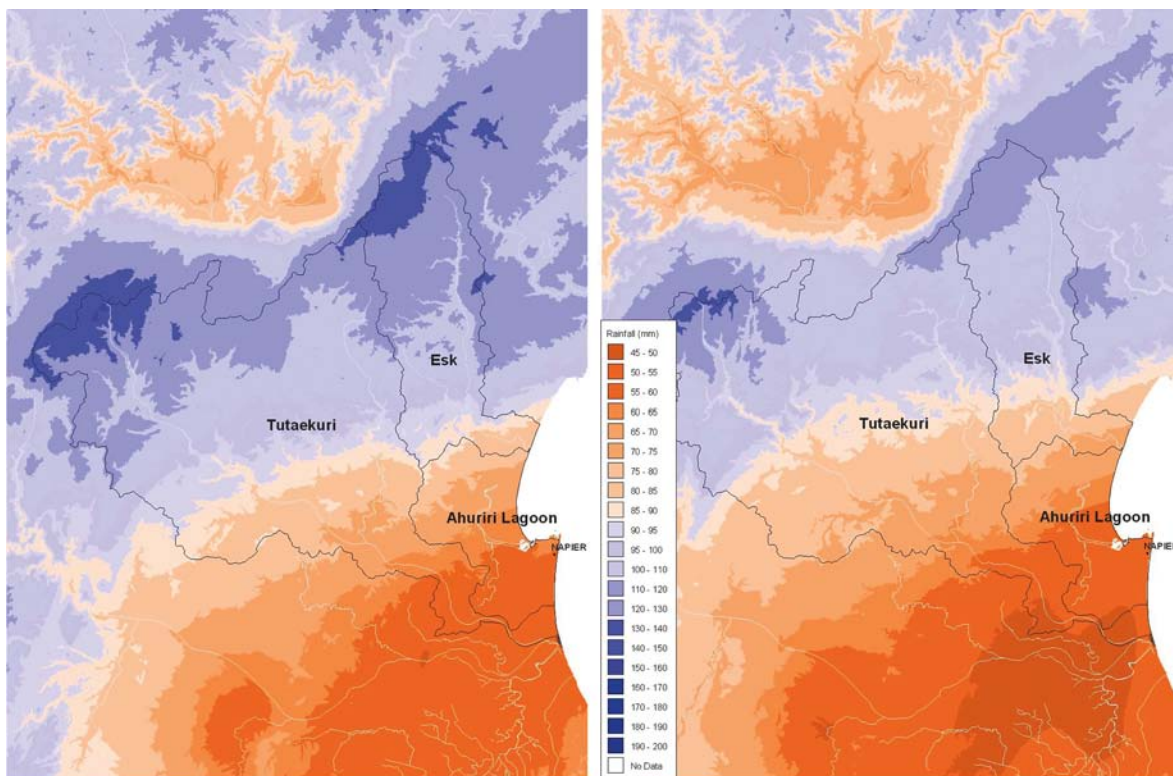 Esk
Tutaekuri
Ahuriri Lagoon
NAPIER
Rainfall (mm)
45 - 50
50 - 55
55 - 60
60 - 65
65 - 70
70 - 75
75 - 80
80 - 85
85 - 90
90 - 95
95 - 100
100 - 110
110 - 120
120 - 130
130 - 140
140 - 150
150 - 160
160 - 170
170 - 180
180 - 190
190 - 200
No Data
Esk
Tutaekuri
Ahuriri Lagoon
NAPIER